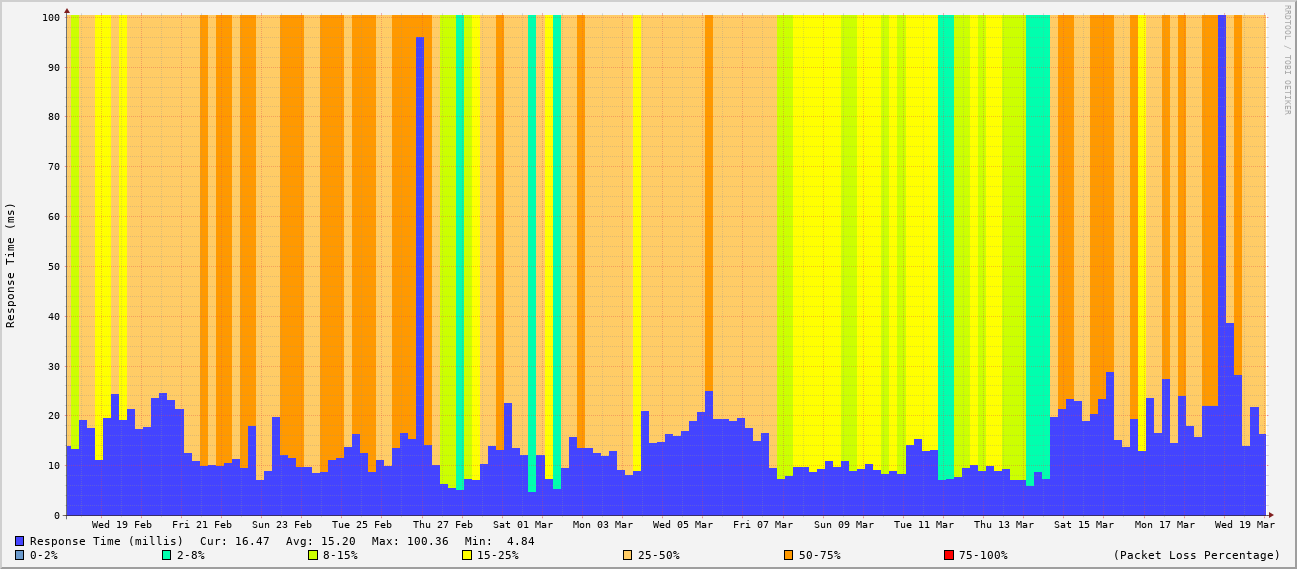 100
90
80
70
60
50
40
30
20
10
0
Response Time (ms)
RRDTOOL / TOBI OETIKER
Wed 19 Feb Fri 21 Feb Sun 23 Feb Tue 25 Feb Thu 27 Feb Sat 01 Mar Mon 03 Mar Wed 05 Mar Fri 07 Mar Sun 09 Mar Tue 11 Mar Thu 13 Mar Sat 15 Mar Mon 17 Mar Wed 19 Mar
Response Time (millis) Cur: 16.47 Avg: 15.20 Max: 100.36 Min: 4.84
0-2% 2-8% 8-15% 15-25% 25-50% 50-75% 75-100% (Packet Loss Percentage)